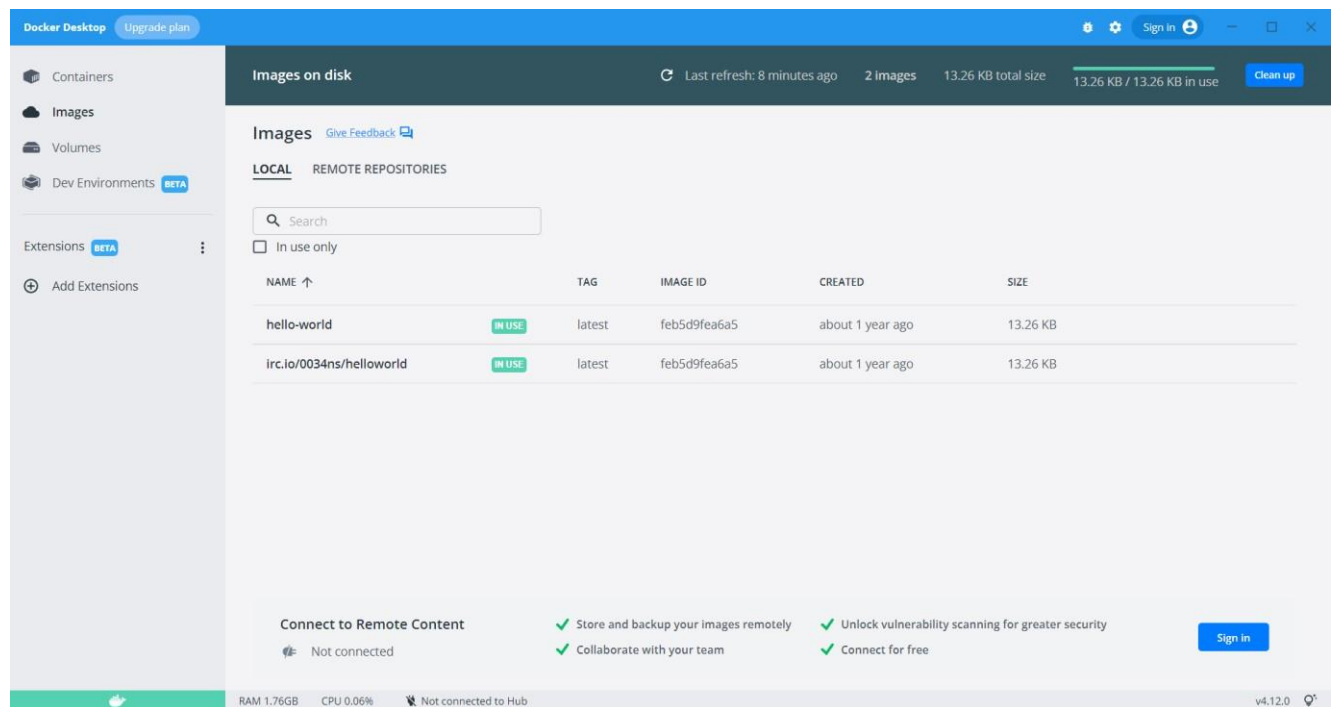 Docker Desktop Upgrade plan Sign in
Containers
Images
Volumes
Dev Environments BETA
Extensions BETA
Add Extensions
Images on disk Last refresh: 8 minutes ago 2 images 13.26 KB total size 13.26 KB / 13.26 KB in use Clean up
Images Give Feedback
LOCAL REMOTE REPOSITORIES
Search
In use only
NAME TAG IMAGE ID CREATED SIZE
hello-world IN USE latest feb5d9fea6a5 about 1 year ago 13.26 KB
irc.io/0034ns/helloworld IN USE latest feb5d9fea6a5 about 1 year ago 13.26 KB
Connect to Remote Content
Not connected
Store and backup your images remotely
Collaborate with your team
Unlock vulnerability scanning for greater security
Connect for free
Sign in
RAM 1.76GB CPU 0.06% Not connected to Hub v4.12.0